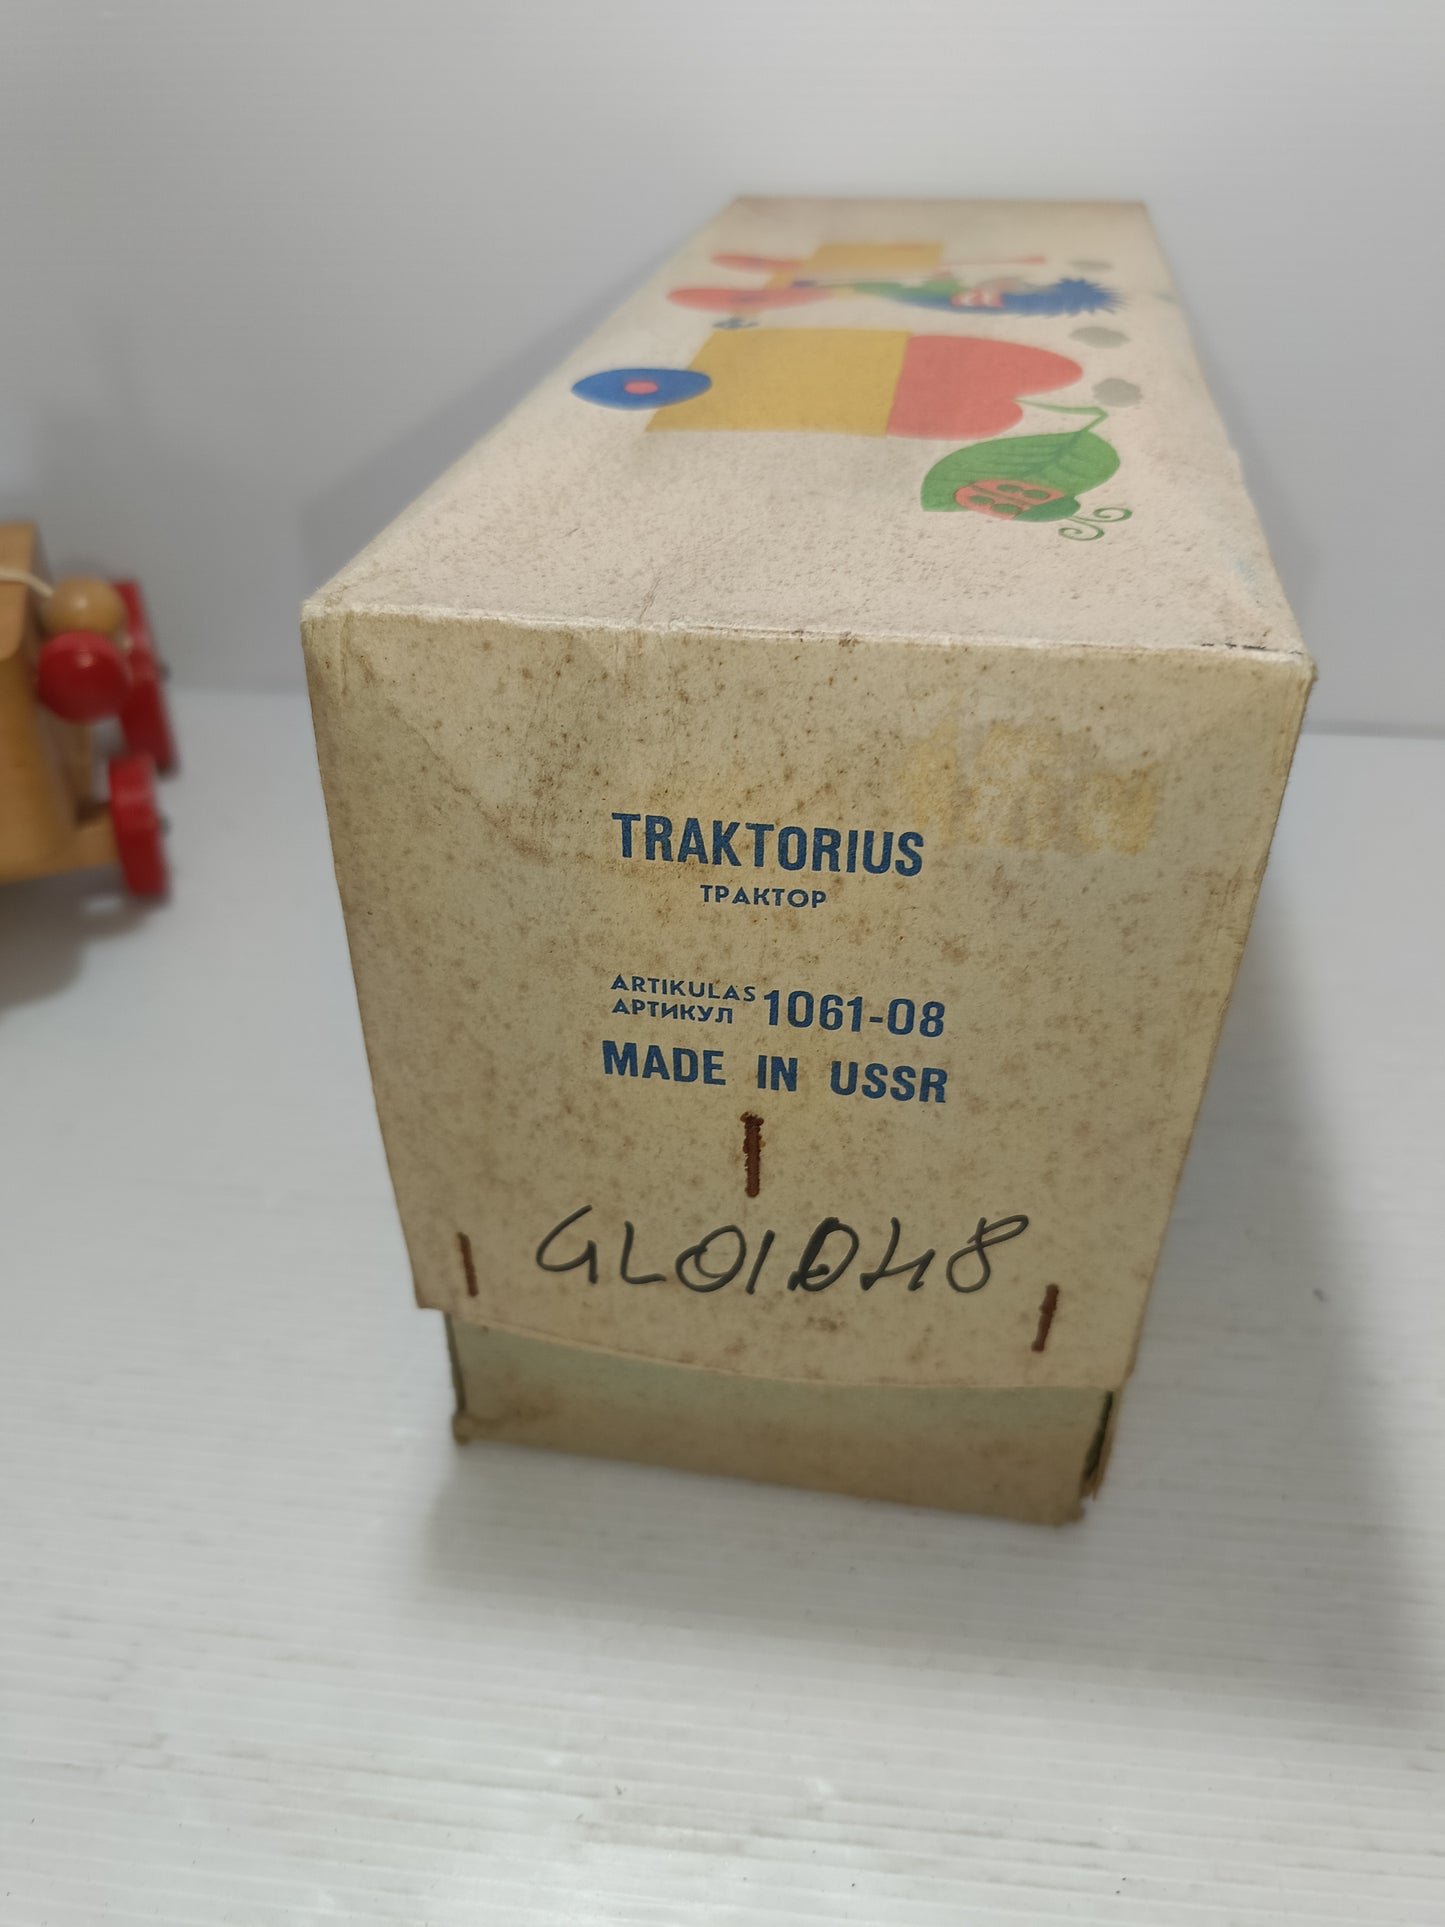 TRAKTORIUS
ТРАКТОР
ARTIKULAS
АРТИКУЛ 1061-08
MADE IN USSR
GL01048